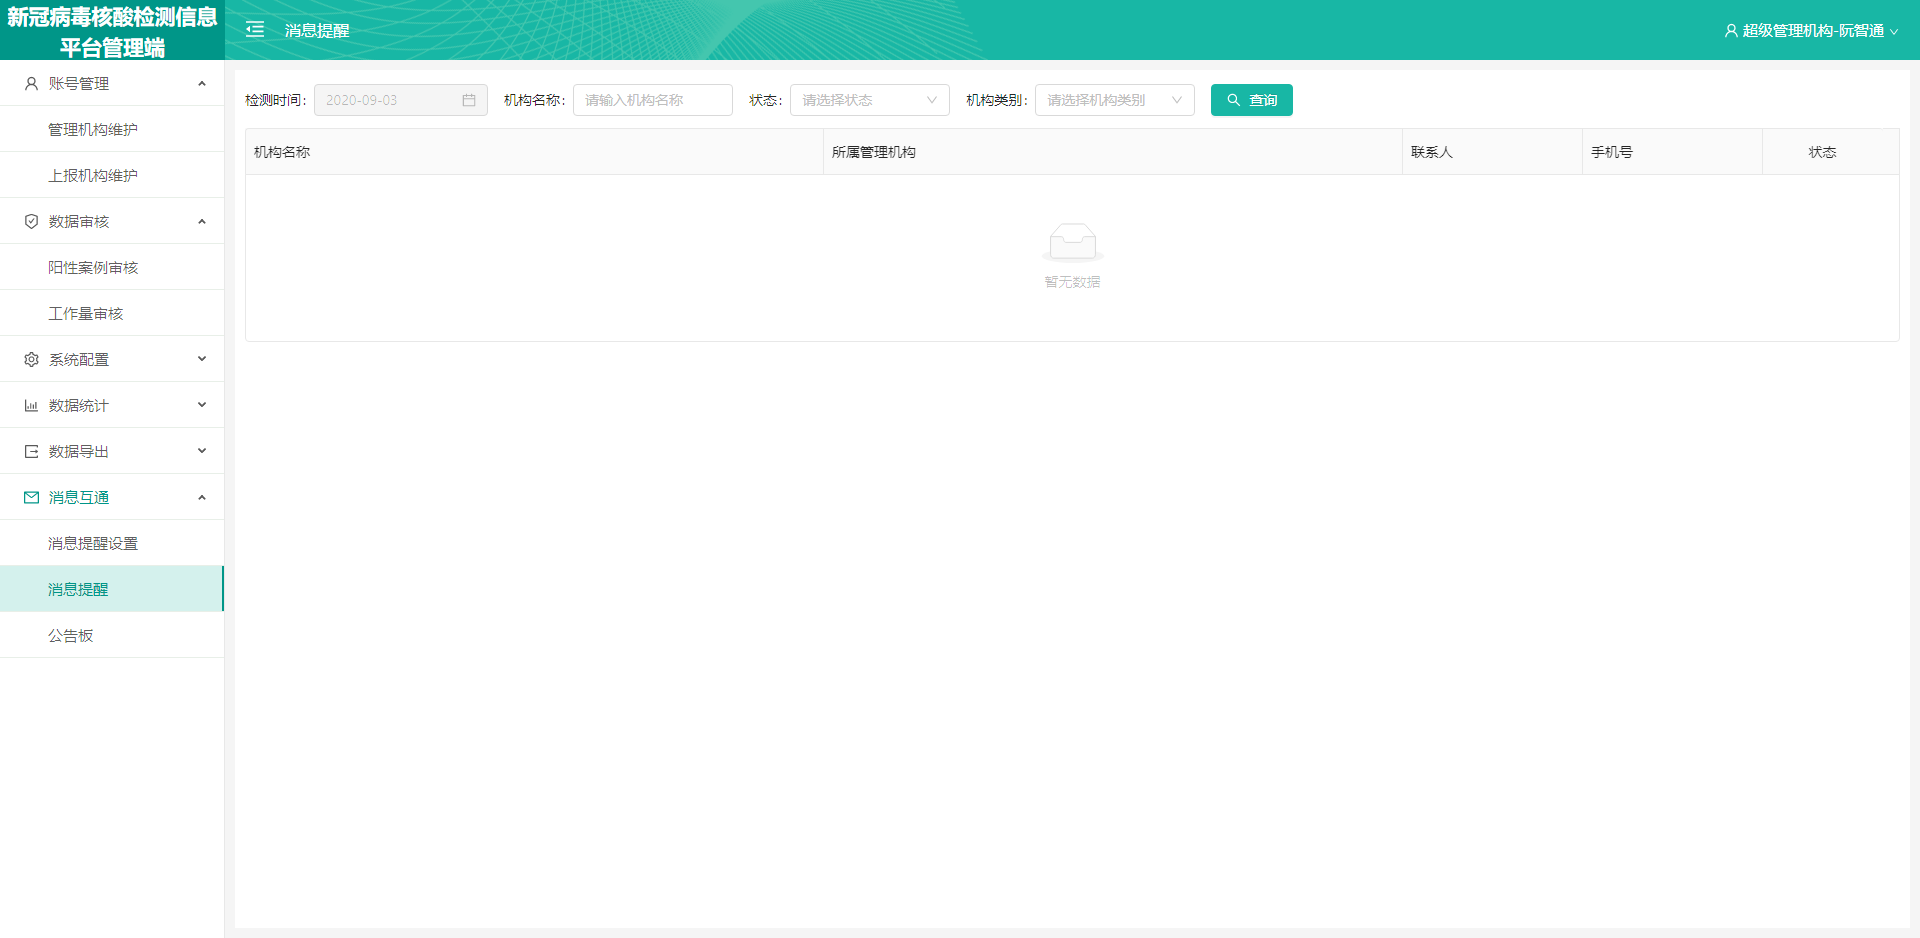 新冠病毒核酸检测信息
平台管理端
消息提醒
超级管理机构-阮智通
账号管理
管理机构维护
上报机构维护
数据审核
阳性案例审核
工作量审核
系统配置
数据统计
数据导出
消息互通
消息提醒设置
消息提醒
公告板
检测时间: 2020-09-03 机构名称: 请输入机构名称 状态: 请选择状态 机构类别: 请选择机构类别 查询
机构名称 所属管理机构 联系人 手机号 状态
暂无数据